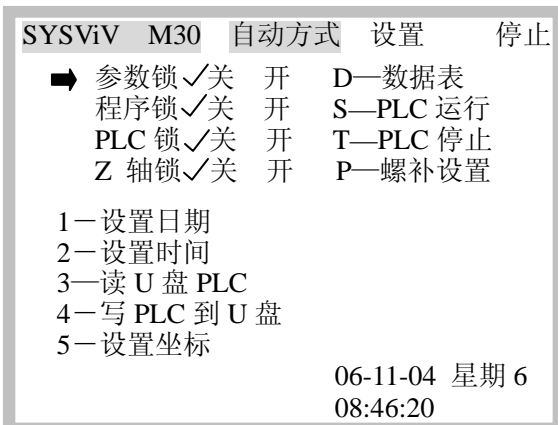 SYSViV M30 自动方式 设置 停止
➡ 参数锁✓关 开 D—数据表
程序锁✓关 开 S—PLC 运行
PLC 锁✓关 开 T—PLC 停止
Z 轴锁✓关 开 P—螺补设置
1－设置日期
2－设置时间
3—读 U 盘 PLC
4－写 PLC 到 U 盘
5－设置坐标
06-11-04 星期 6
08:46:20